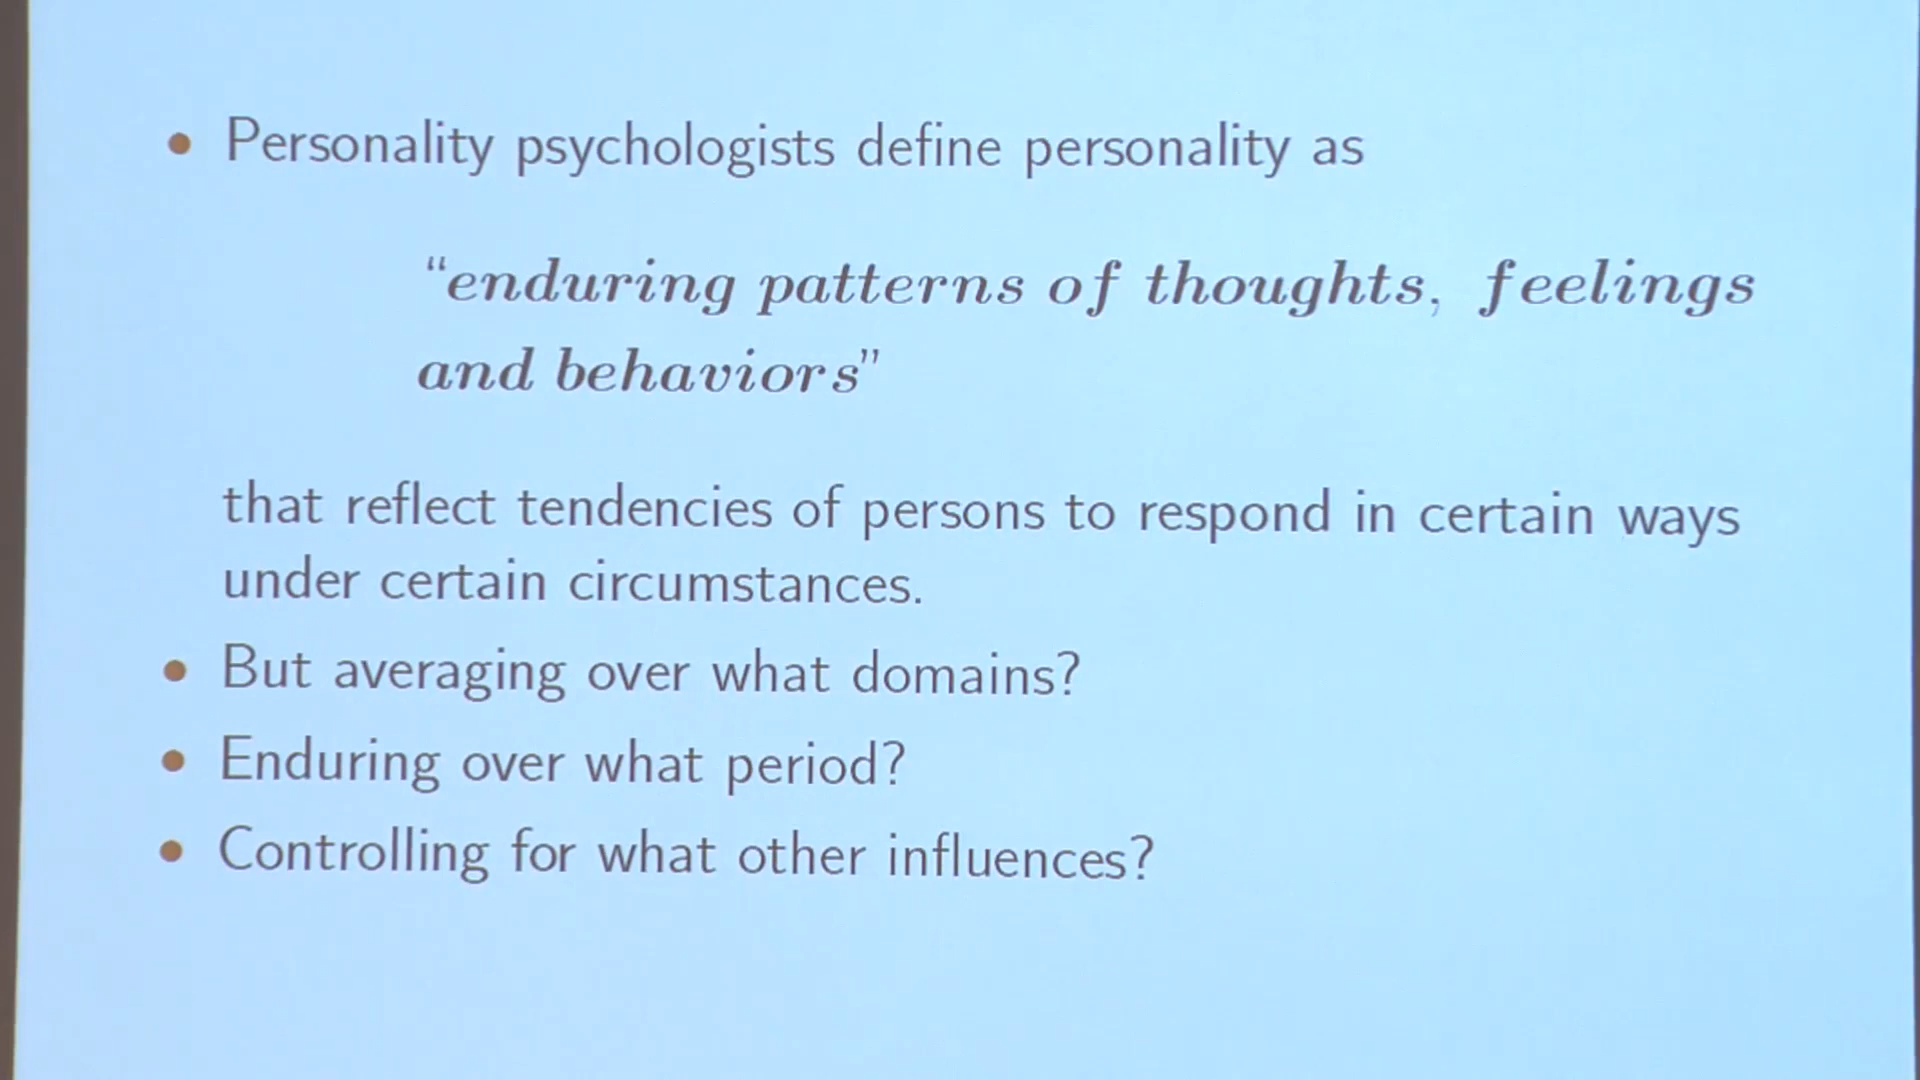 • Personality psychologists define personality as
“enduring patterns of thoughts, feelings
and behaviors”
that reflect tendencies of persons to respond in certain ways
under certain circumstances.
• But averaging over what domains?
• Enduring over what period?
• Controlling for what other influences?